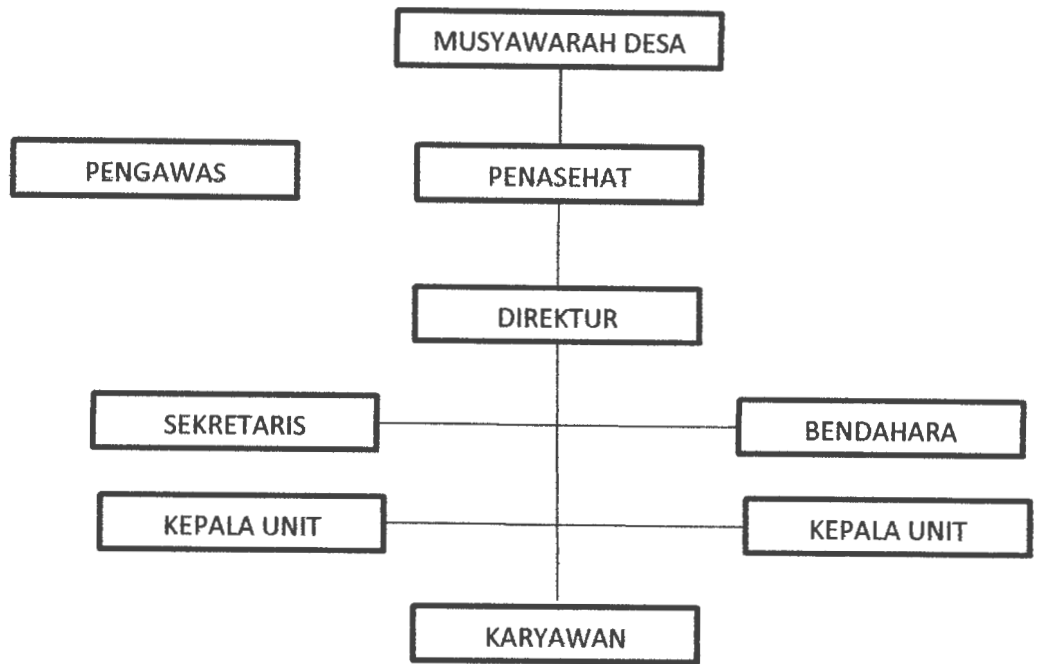 MUSYAWARAH DESA
PENGAWAS
PENASEHAT
DIREKTUR
SEKRETARIS
BENDAHARA
KEPALA UNIT
KEPALA UNIT
KARYAWAN